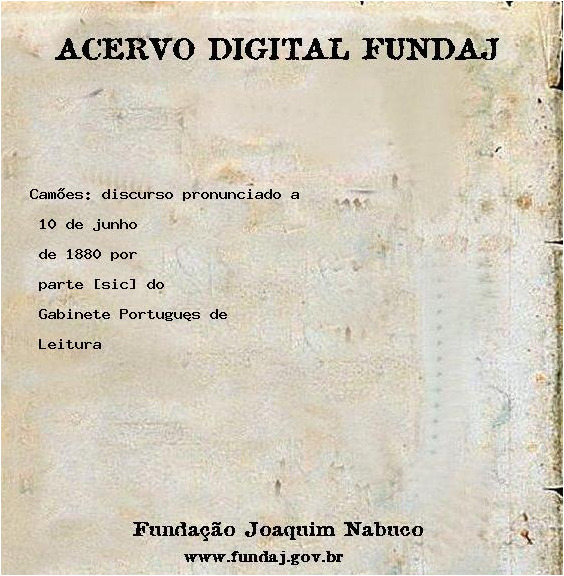 ACERVO DIGITAL FUNDAJ
Camões: discurso pronunciado a
10 de junho
de 1880 por
parte [sic] do
Gabinete Portuguęs de
Leitura
Fundação Joaquim Nabuco
www.fundaj.gov.br